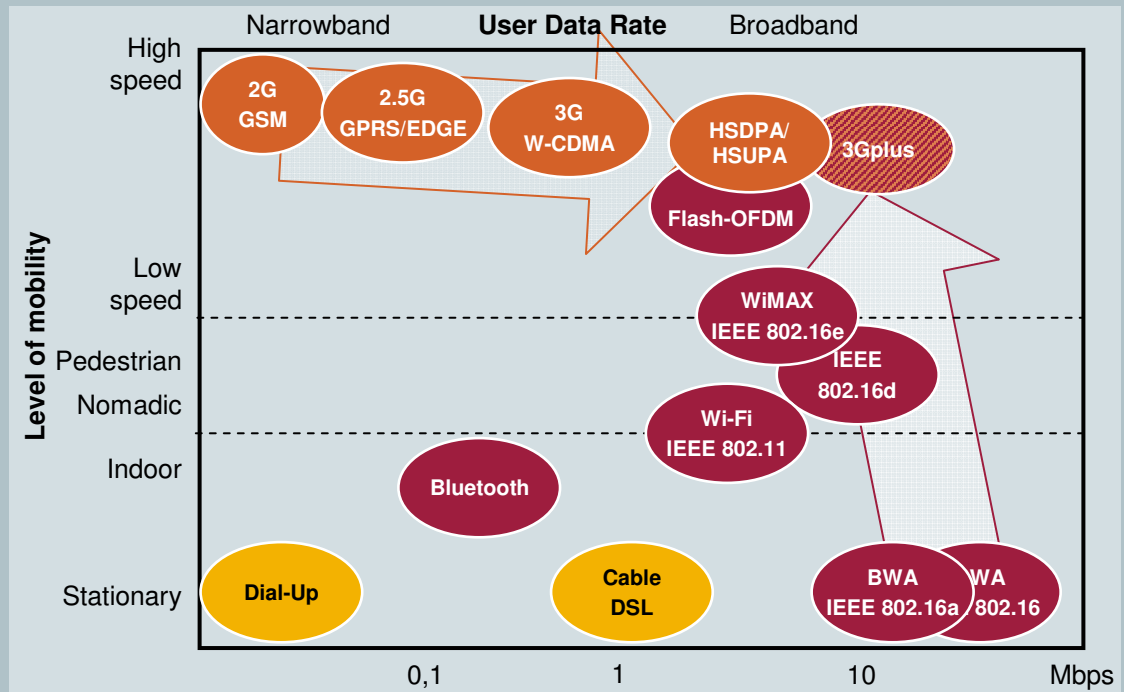 Narrowband User Data Rate Broadband
High
speed
2G
GSM
2.5G
GPRS/EDGE
3G
W-CDMA
HSDPA/
HSUPA
3Gplus
Flash-OFDM
Level of mobility
Low
speed
WiMAX
IEEE 802.16e
Pedestrian
IEEE
802.16d
Nomadic
Wi-Fi
IEEE 802.11
Indoor
Bluetooth
Stationary
Dial-Up
Cable
DSL
BWA
IEEE 802.16a
WA
802.16
0,1 1 10 Mbps